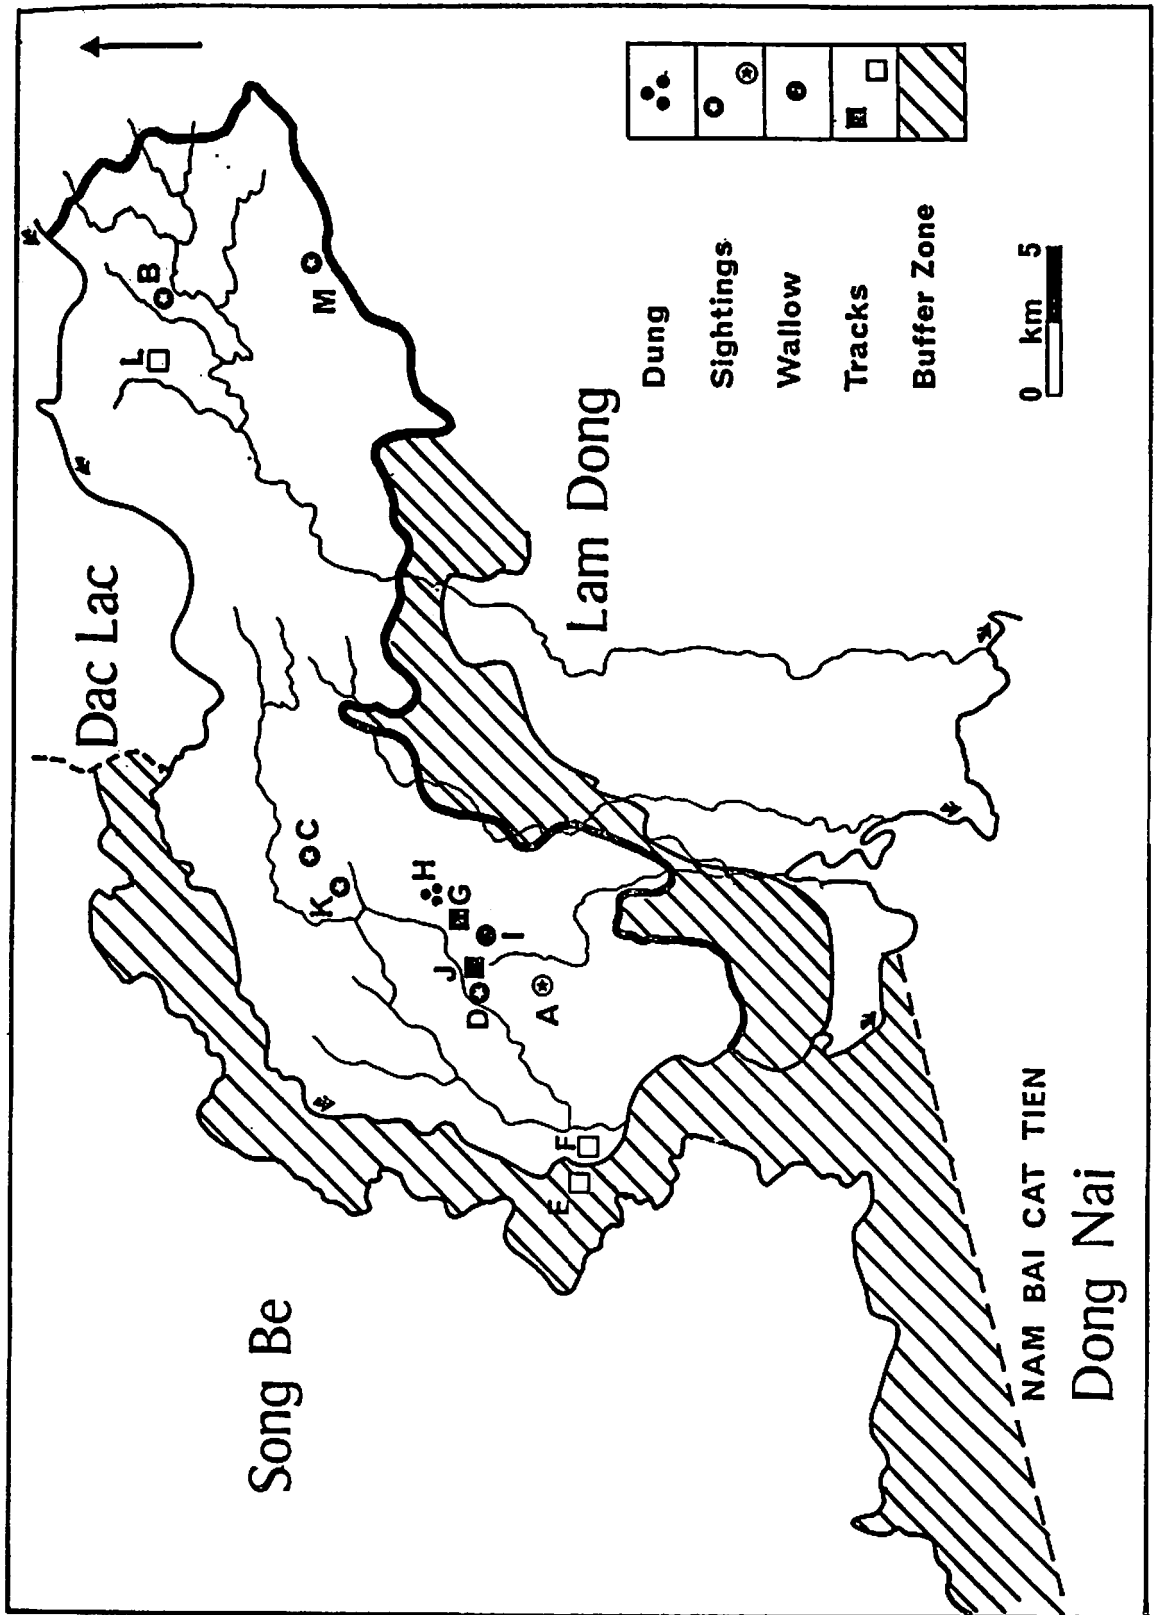 Dac Lac
L
B
Song Be
C
K
M
H
J
G
D
I
A
E
F
Lam Dong
Dung
Sightings
Wallow
Tracks
Buffer Zone
0 km 5
NAM BAI CAT TIEN
Dong Nai